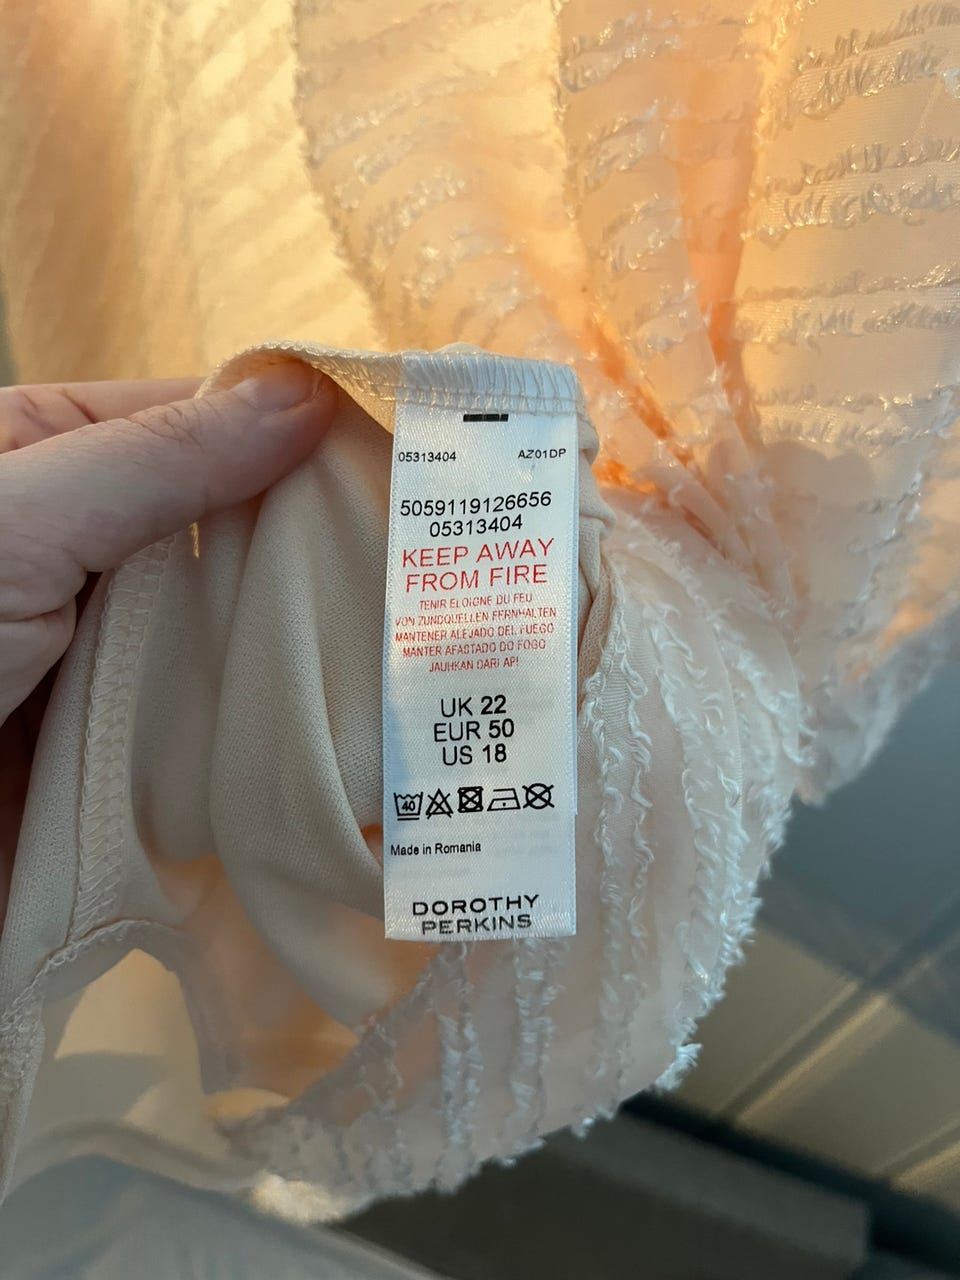 05313404 AZ01DP
5059119126656
05313404
KEEP AWAY
FROM FIRE
TENIR ELOIGNE DU FEU
VON ZUNDQUELLEN FERNHALTEN
MANTENER ALEJADO DEL FUEGO
MANTER AFASTADO DO FOGO
JAUHKAN DARI API
UK 22
EUR 50
US 18
40
Made in Romania
DOROTHY
PERKINS